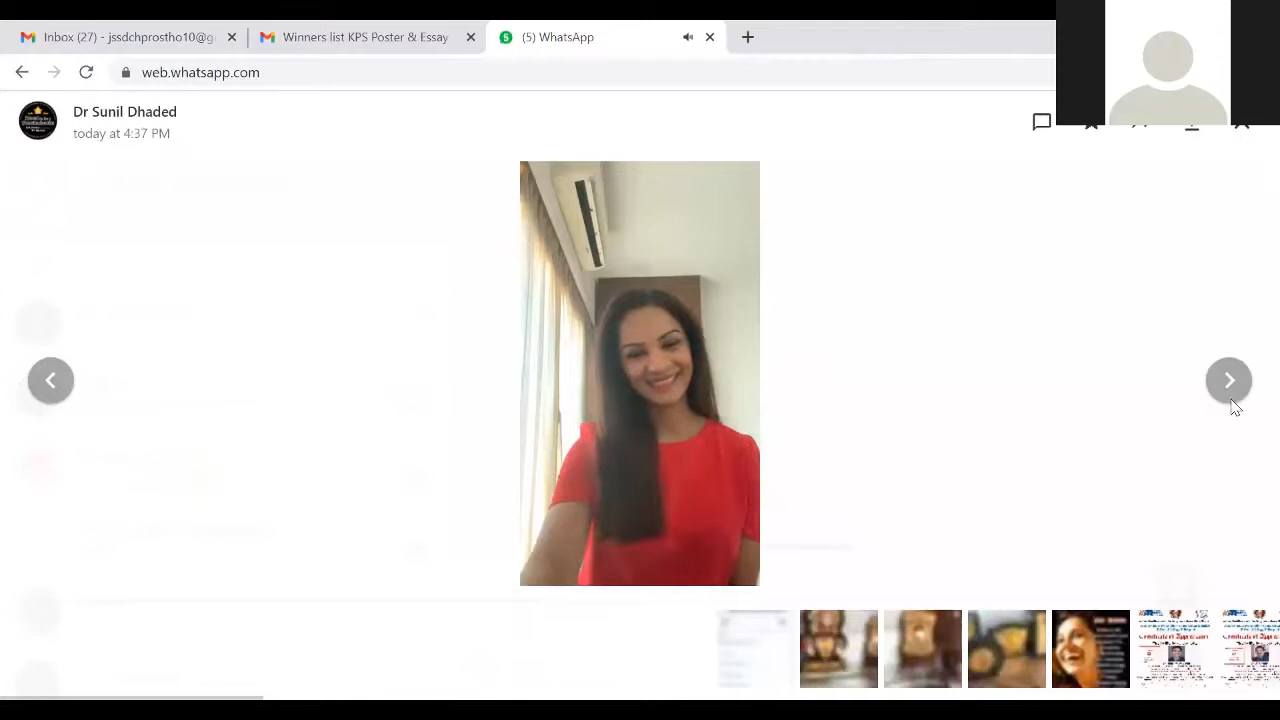 Inbox (27) - jssdchprostho10@g
Winners list KPS Poster & Essay
(5) WhatsApp
web.whatsapp.com
Dr Sunil Dhaded
today at 4:37 PM